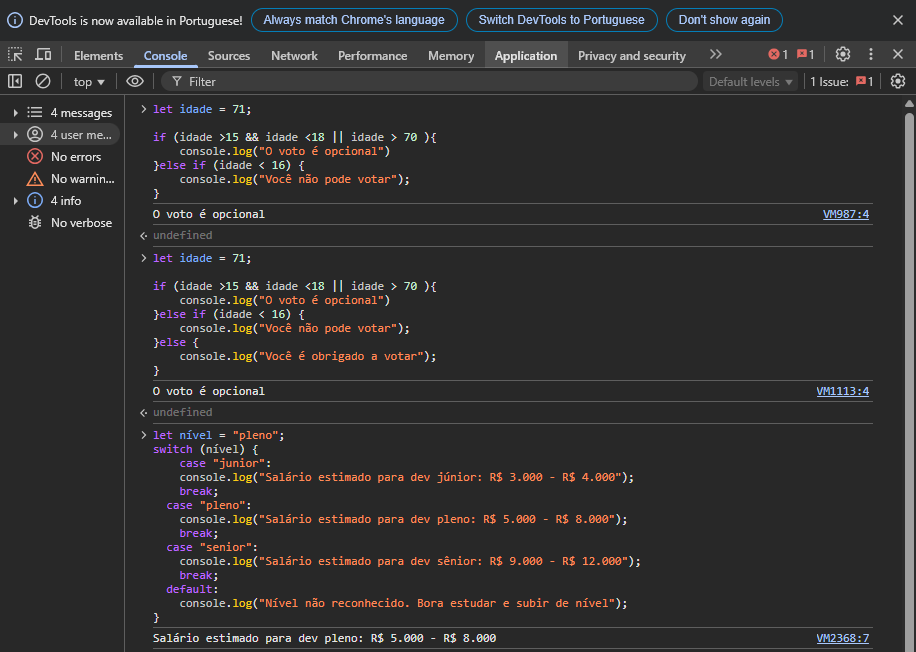 DevTools is now available in Portuguese! Always match Chrome's language Switch DevTools to Portuguese Don't show again
Elements Console Sources Network Performance Memory Application Privacy and security 1 1
top Filter Default levels 1 Issue: 1
4 messages
4 user me...
No errors
No warnin...
4 info
No verbose
> let idade = 71;
if (idade >15 && idade <18 || idade > 70 ){
console.log("O voto é opcional")
}else if (idade < 16) {
console.log("Você não pode votar");
}
O voto é opcional VM987:4
undefined
> let idade = 71;
if (idade >15 && idade <18 || idade > 70 ){
console.log("O voto é opcional")
}else if (idade < 16) {
console.log("Você não pode votar");
}else {
console.log("Você é obrigado a votar");
}
O voto é opcional VM1113:4
undefined
> let nível = "pleno";
switch (nível) {
case "junior":
console.log("Salário estimado para dev júnior: R$ 3.000 - R$ 4.000");
break;
case "pleno":
console.log("Salário estimado para dev pleno: R$ 5.000 - R$ 8.000");
break;
case "senior":
console.log("Salário estimado para dev sênior: R$ 9.000 - R$ 12.000");
break;
default:
console.log("Nível não reconhecido. Bora estudar e subir de nível");
}
Salário estimado para dev pleno: R$ 5.000 - R$ 8.000 VM2368:7